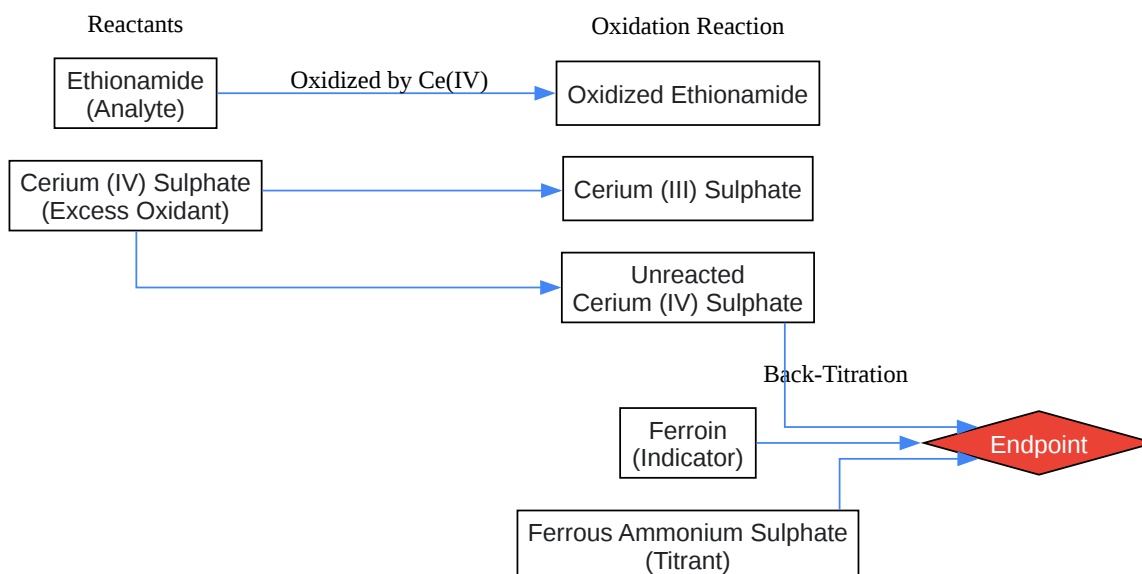 Reactants
Oxidation Reaction
Ethionamide
(Analyte)
Oxidized by Ce(IV)
Oxidized Ethionamide
Cerium (IV) Sulphate
(Excess Oxidant)
Cerium (III) Sulphate
Unreacted
Cerium (IV) Sulphate
Back-Titration
Ferroin
(Indicator)
Endpoint
Ferrous Ammonium Sulphate
(Titrant)